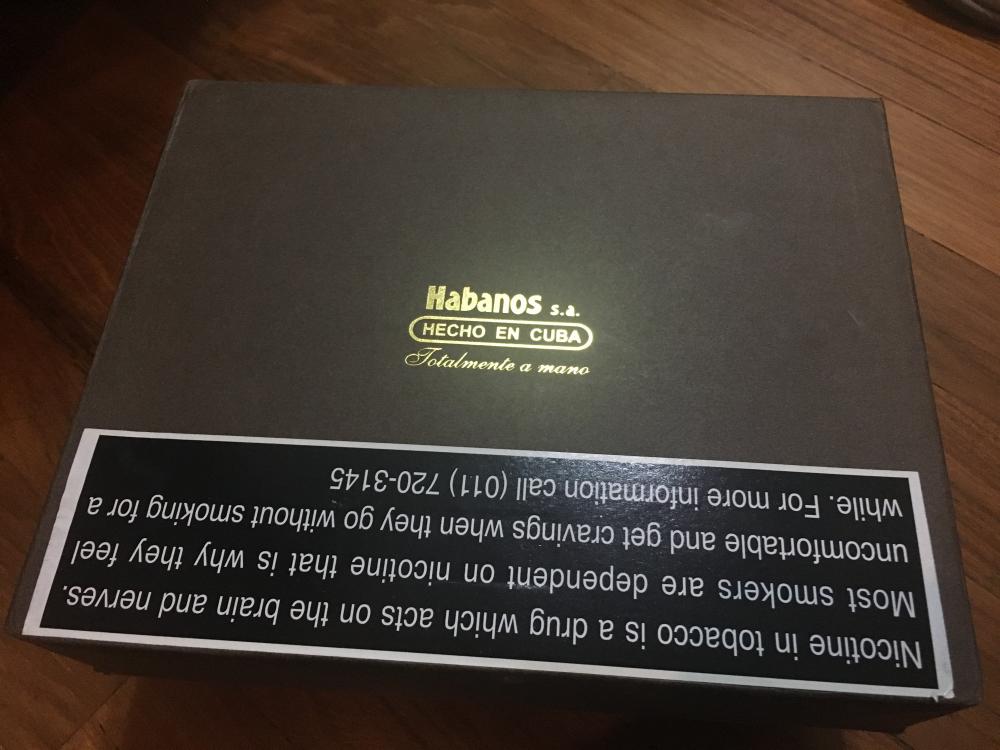 Habanos s.a.
HECHO EN CUBA
Totalmente a mano
Nicotine in tobacco is a drug which acts on the brain and nerves.
Most smokers are dependent on nicotine that is why they feel
uncomfortable and get cravings when they go without smoking for a
while. For more information call (011) 720-3145